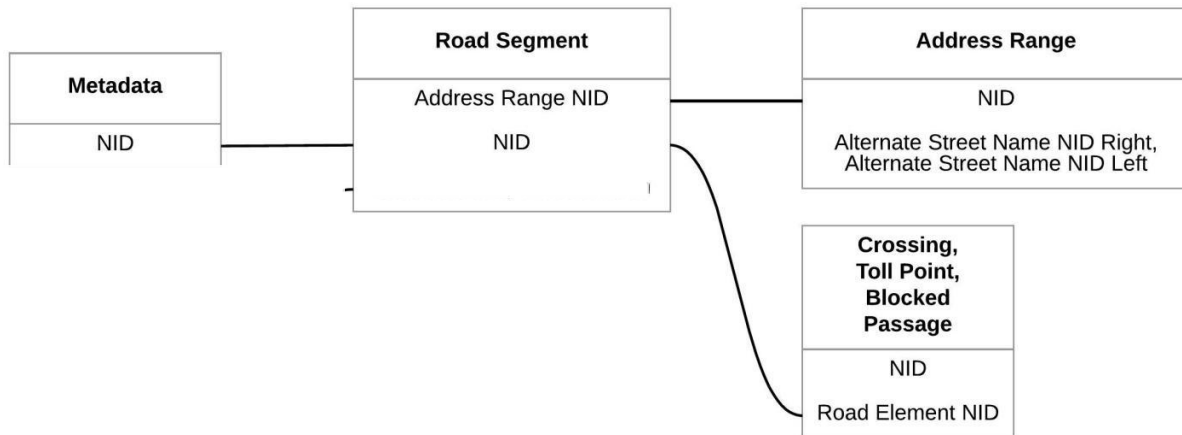 Metadata
NID
Road Segment
Address Range NID
NID
Address Range
NID
Alternate Street Name NID Right,
Alternate Street Name NID Left
Crossing,
Toll Point,
Blocked
Passage
NID
Road Element NID